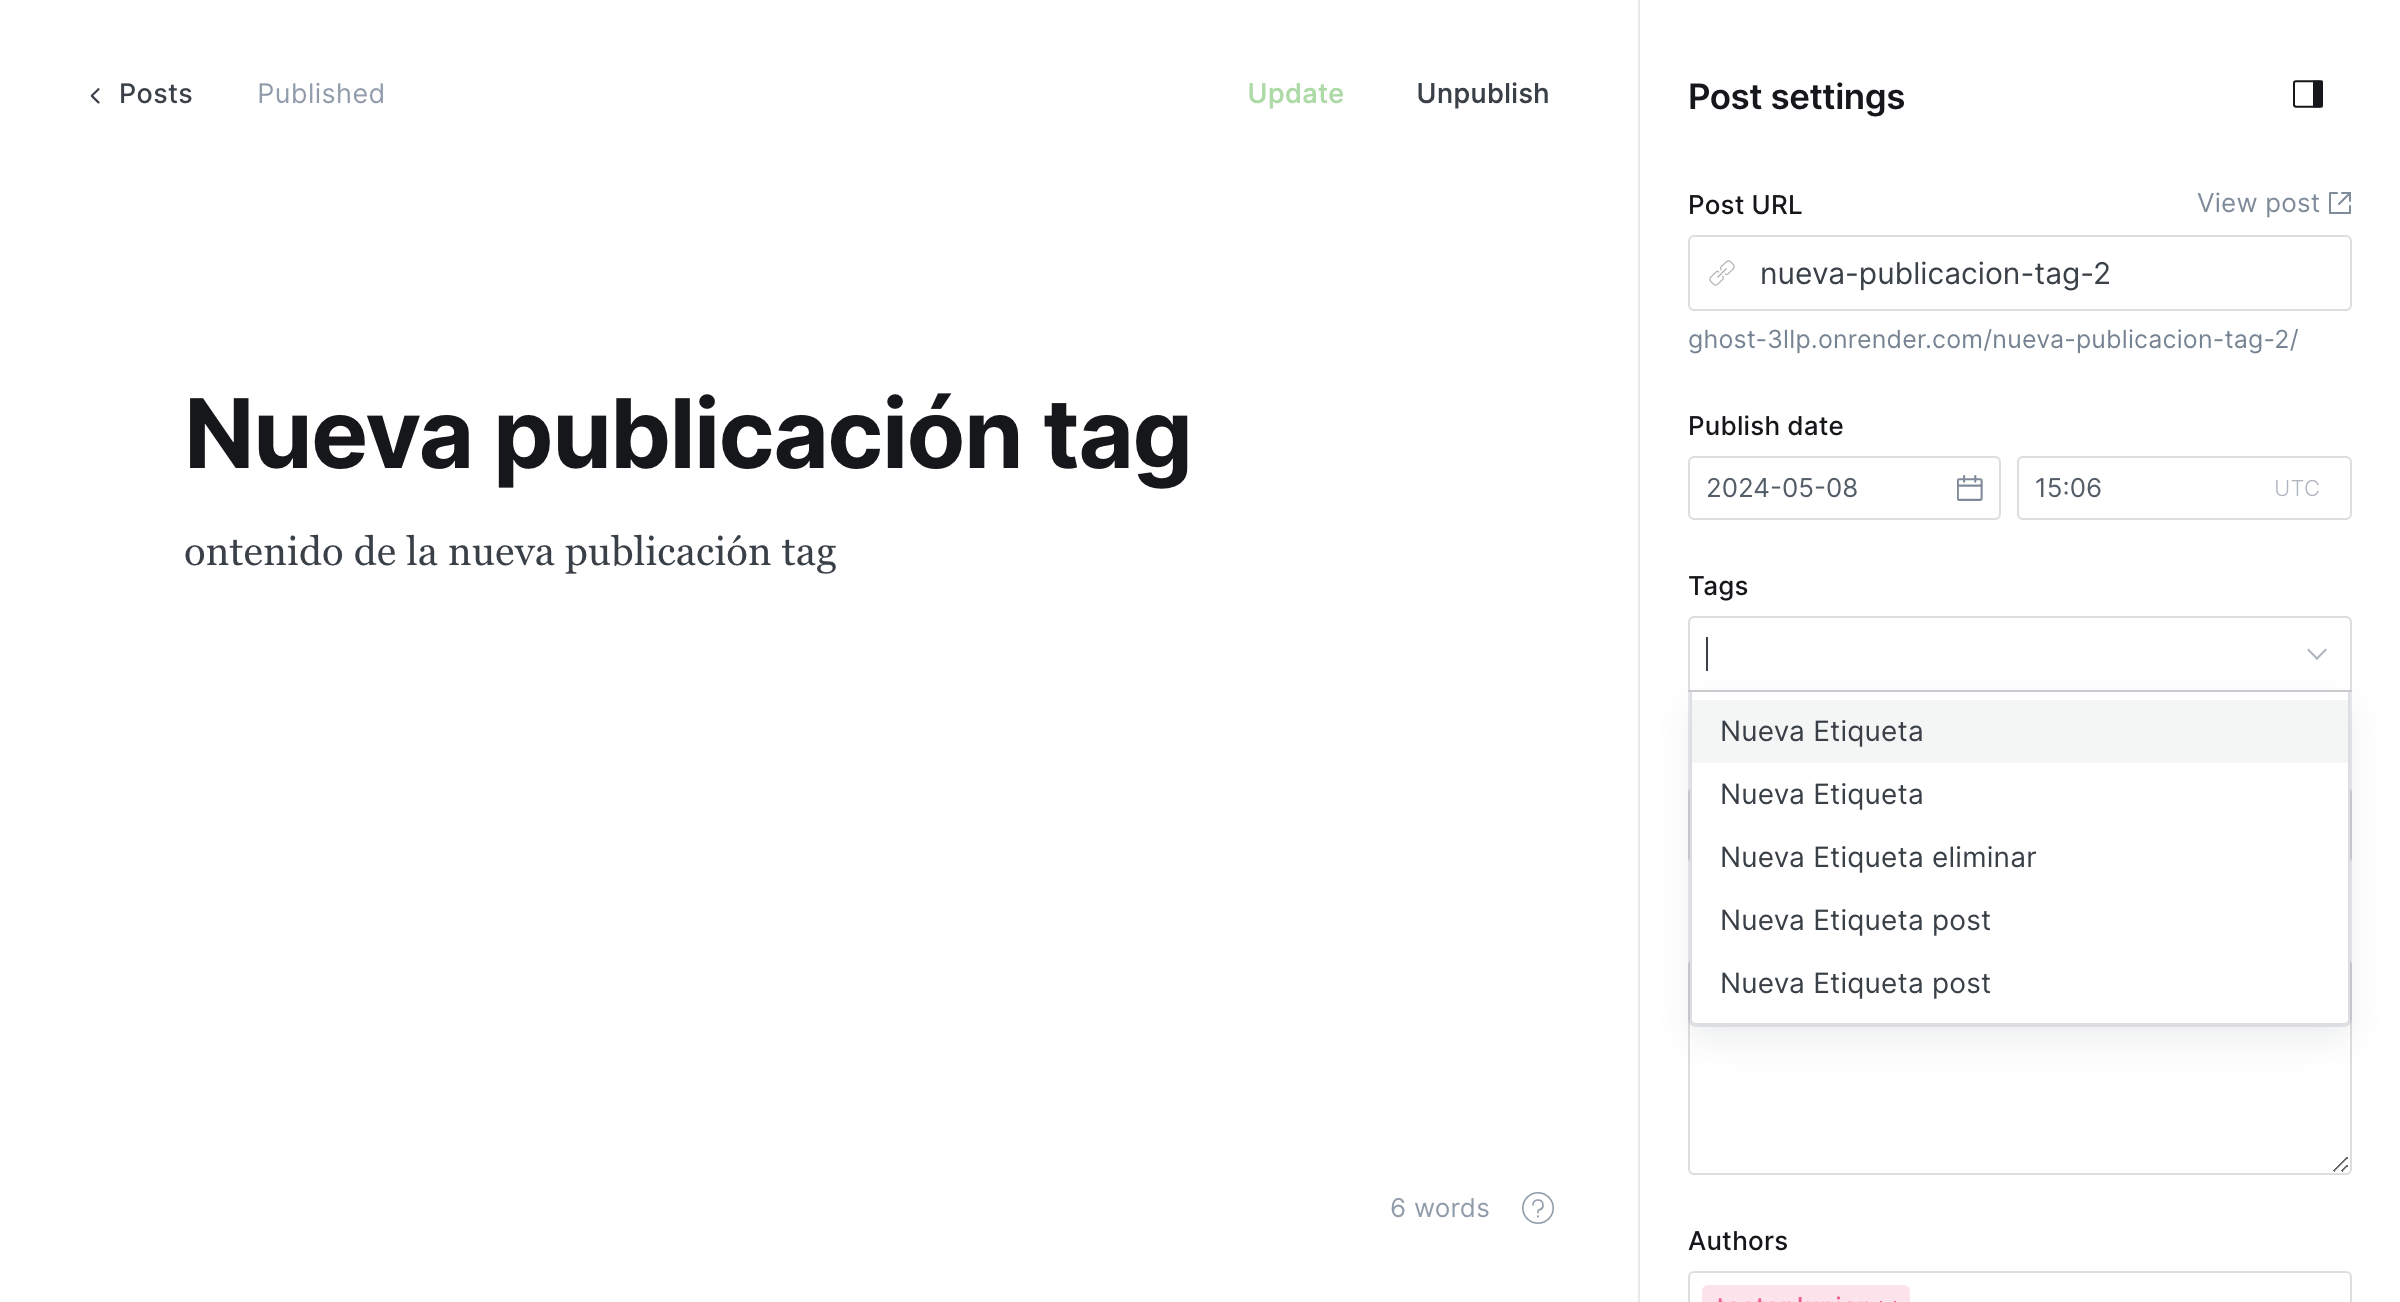 Posts
Published
Update
Unpublish
Nueva publicación tag
ontenido de la nueva publicación tag
6 words
?
Post settings
Post URL
View post
nueva-publicacion-tag-2
ghost-3llp.onrender.com/nueva-publicacion-tag-2/
Publish date
2024-05-08
15:06 UTC
Tags
Nueva Etiqueta
Nueva Etiqueta
Nueva Etiqueta eliminar
Nueva Etiqueta post
Nueva Etiqueta post
Authors